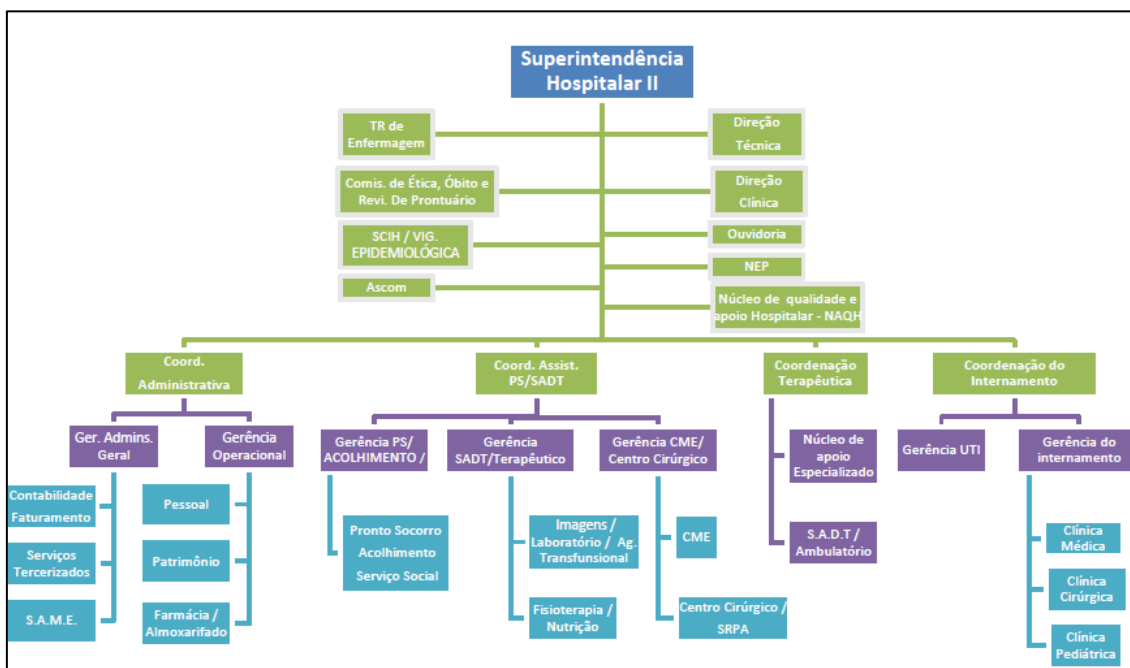 Superintendência
Hospitalar II
TR de
Enfermagem
Direção
Técnica
Comis. de Ética, Óbito e
Revi. De Prontuário
Direção
Clínica
SCIH / VIG.
EPIDEMIOLÓGICA
Ouvidoria
NEP
Ascom
Núcleo de qualidade e
apoio Hospitalar - NAQH
Coord.
Administrativa
Coord. Assist.
PS/SADT
Coordenação
Terapêutica
Coordenação do
Internamento
Ger. Admins.
Geral
Gerência
Operacional
Gerência PS/
ACOLHIMENTO /
Gerência
SADT/Terapêutico
Gerência CME/
Centro Cirúrgico
Núcleo de
apoio
Especializado
Gerência UTI
Gerência do
internamento
Contabilidade
Faturamento
Pessoal
Pronto Socorro
Acolhimento
Serviço Social
Imagens /
Laboratório / Ag.
Transfunsional
CME
S.A.D.T /
Ambulatório
Clínica
Médica
Serviços
Tercerizados
Patrimônio
Clínica
Cirúrgica
S.A.M.E.
Farmácia /
Almoxarifado
Fisioterapia /
Nutrição
Centro Cirúrgico /
SRPA
Clínica
Pediátrica